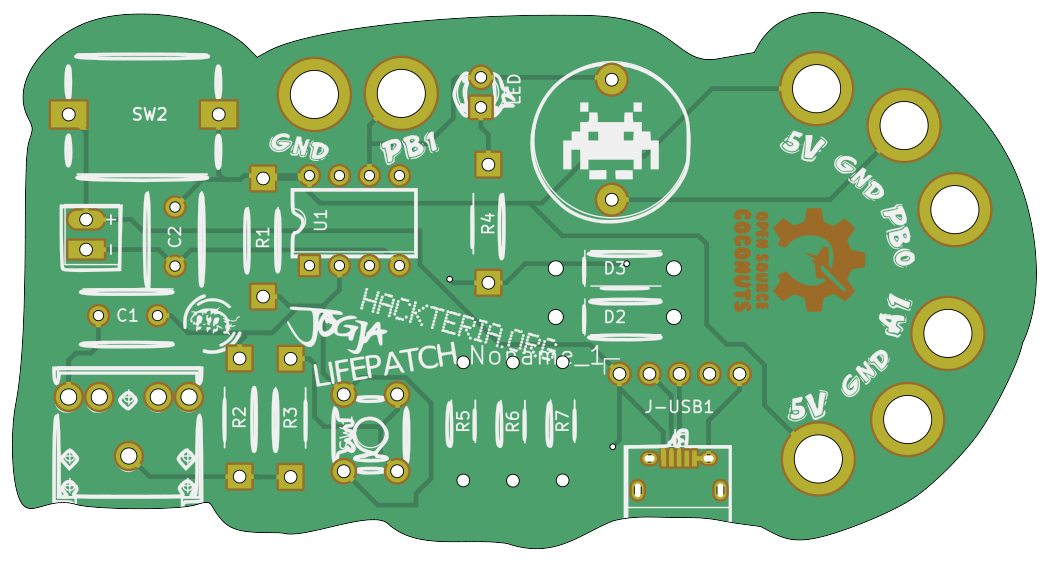 SW2
GND
PB1
LED
5V
GND
PB0
A1
GND
5V
+
-
C2
R1
U1
R4
OPEN SOURCE
COCONUTS
D3
D2
C1
HACKTERIA.ORG
JOGJA
LIFEPATCH
Noname_1
J-USB1
R2
R3
SW1
R5
R6
R7